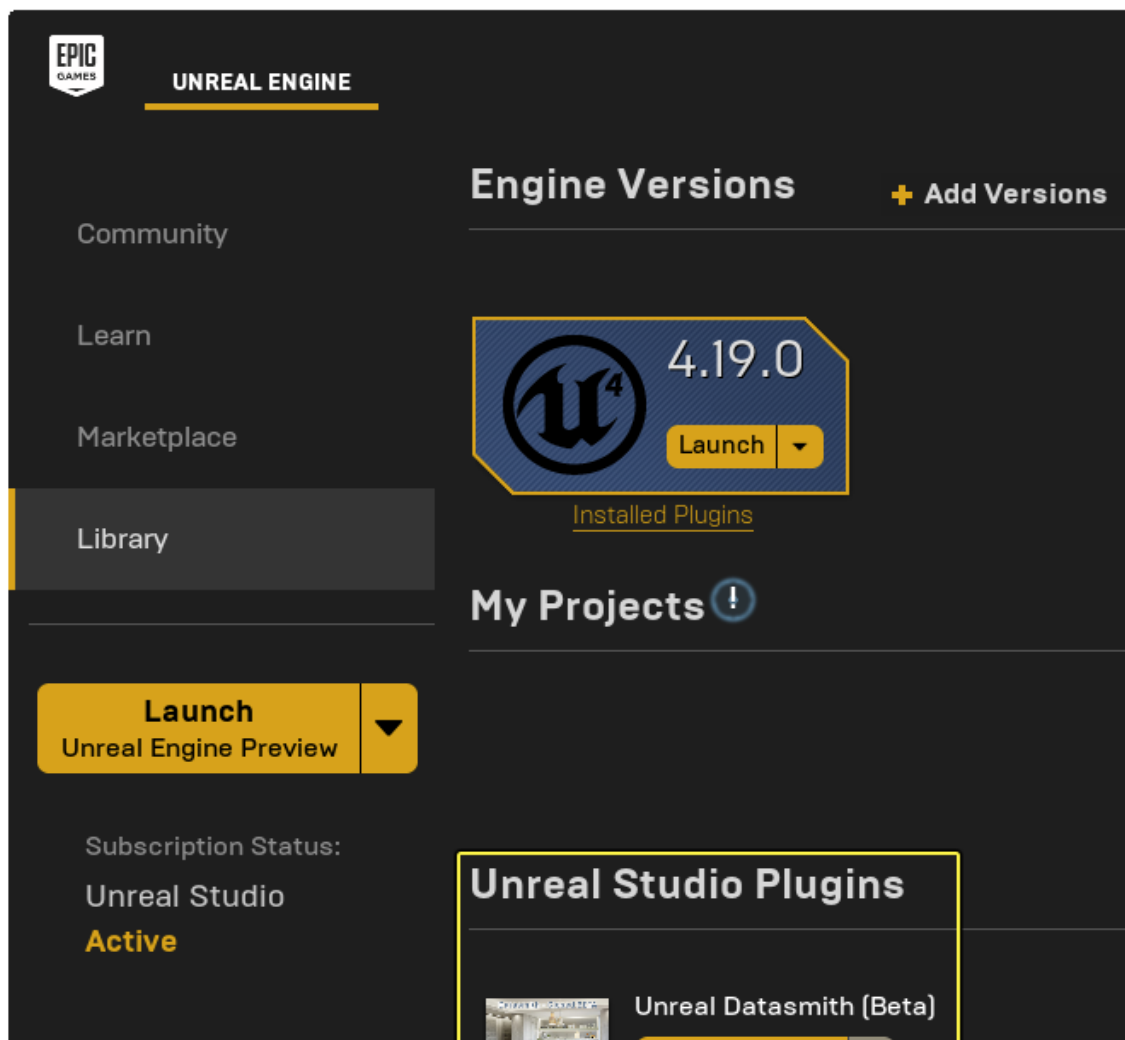 EPIC
GAMES
UNREAL ENGINE
Community
Learn
Marketplace
Library
Launch
Unreal Engine Preview
Subscription Status:
Unreal Studio
Active
Engine Versions
+ Add Versions
4.19.0
Launch
Installed Plugins
My Projects
Unreal Studio Plugins
Unreal Datasmith (Beta)